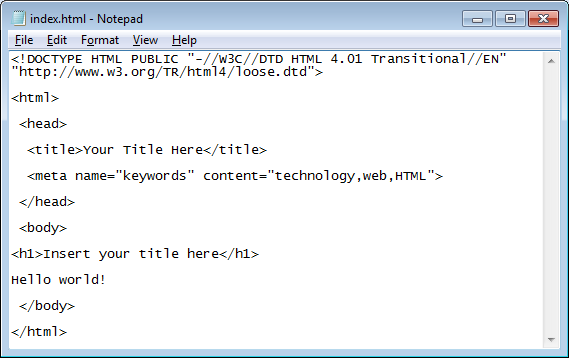 index.html - Notepad
File Edit Format View Help
<!DOCTYPE HTML PUBLIC "-//W3C//DTD HTML 4.01 Transitional//EN"
"http://www.w3.org/TR/html4/loose.dtd">
<html>
<head>
<title>Your Title Here</title>
<meta name="keywords" content="technology,web,HTML">
</head>
<body>
<h1>Insert your title here</h1>
Hello world!
</body>
</html>